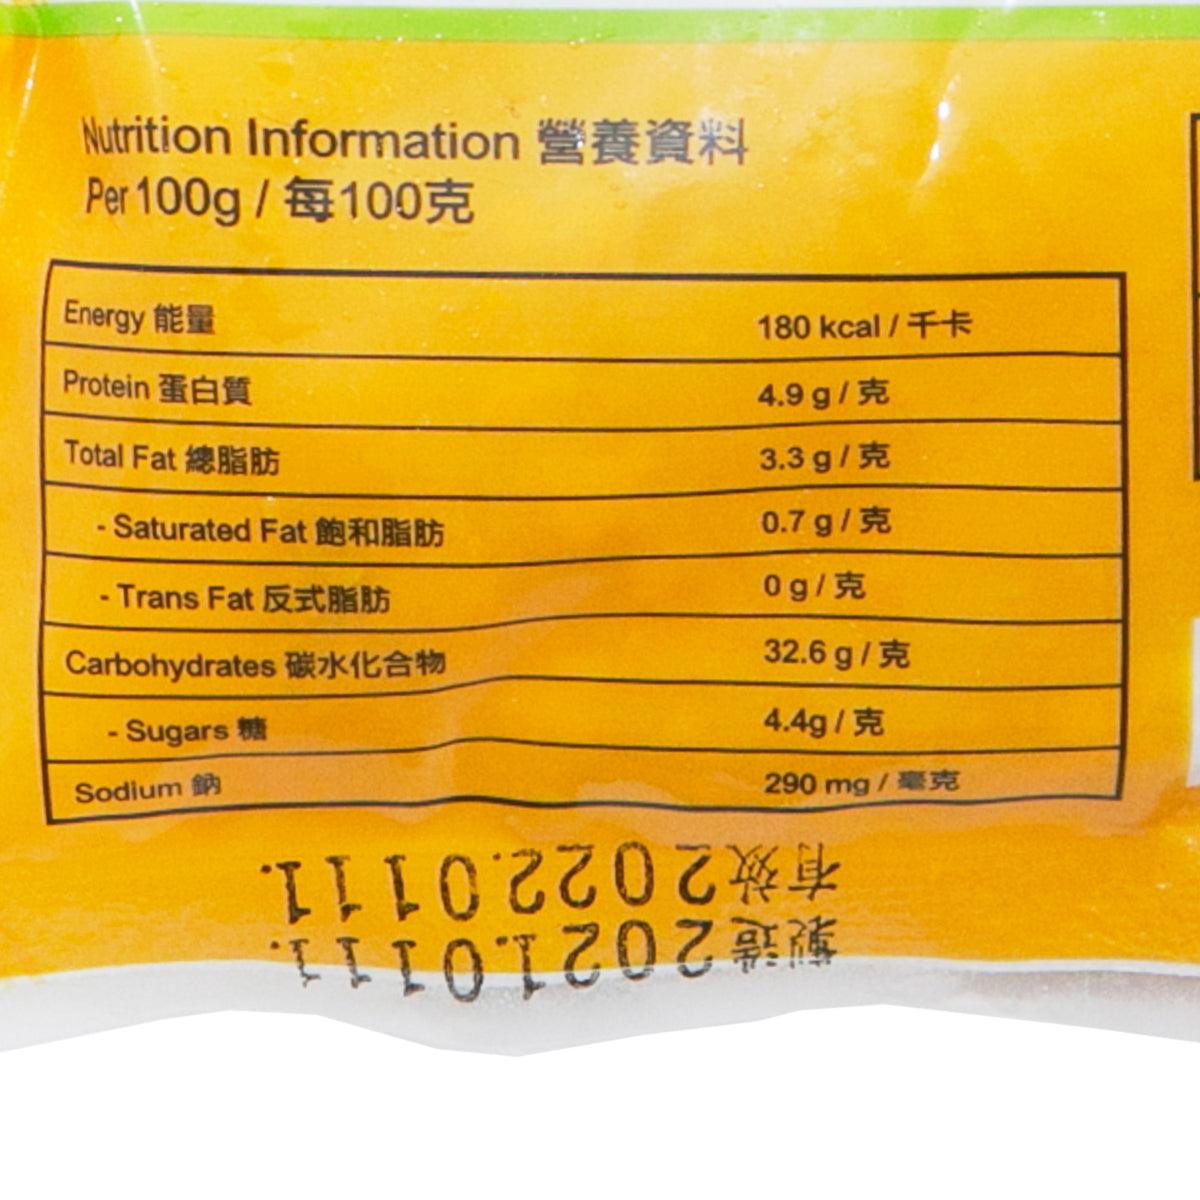 Nutrition Information 營養資料
Per 100g / 每100克
Energy 能量 180 kcal / 千卡
Protein 蛋白質 4.9 g / 克
Total Fat 總脂肪 3.3 g / 克
- Saturated Fat 飽和脂肪 0.7 g / 克
- Trans Fat 反式脂肪 0 g / 克
Carbohydrates 碳水化合物 32.6 g / 克
- Sugars 糖 4.4g / 克
Sodium 鈉 290 mg / 毫克
製造2021.0111.
有效2022.0111.